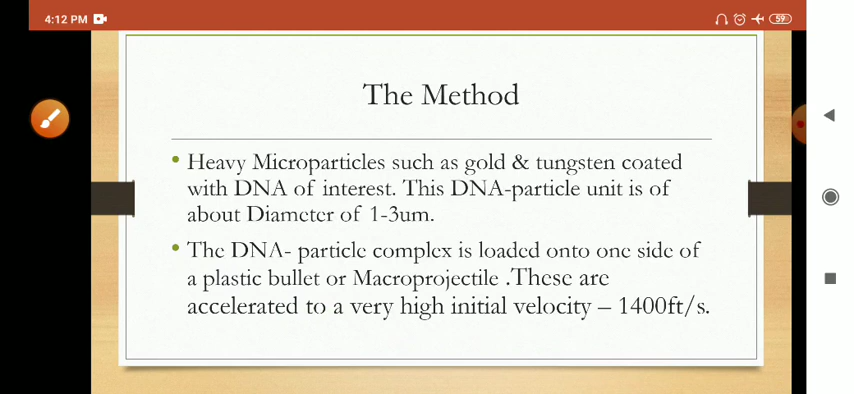 4:12 PM
59
The Method
Heavy Microparticles such as gold & tungsten coated
with DNA of interest. This DNA-particle unit is of
about Diameter of 1-3um.
The DNA- particle complex is loaded onto one side of
a plastic bullet or Macroprojectile .These are
accelerated to a very high initial velocity – 1400ft/s.